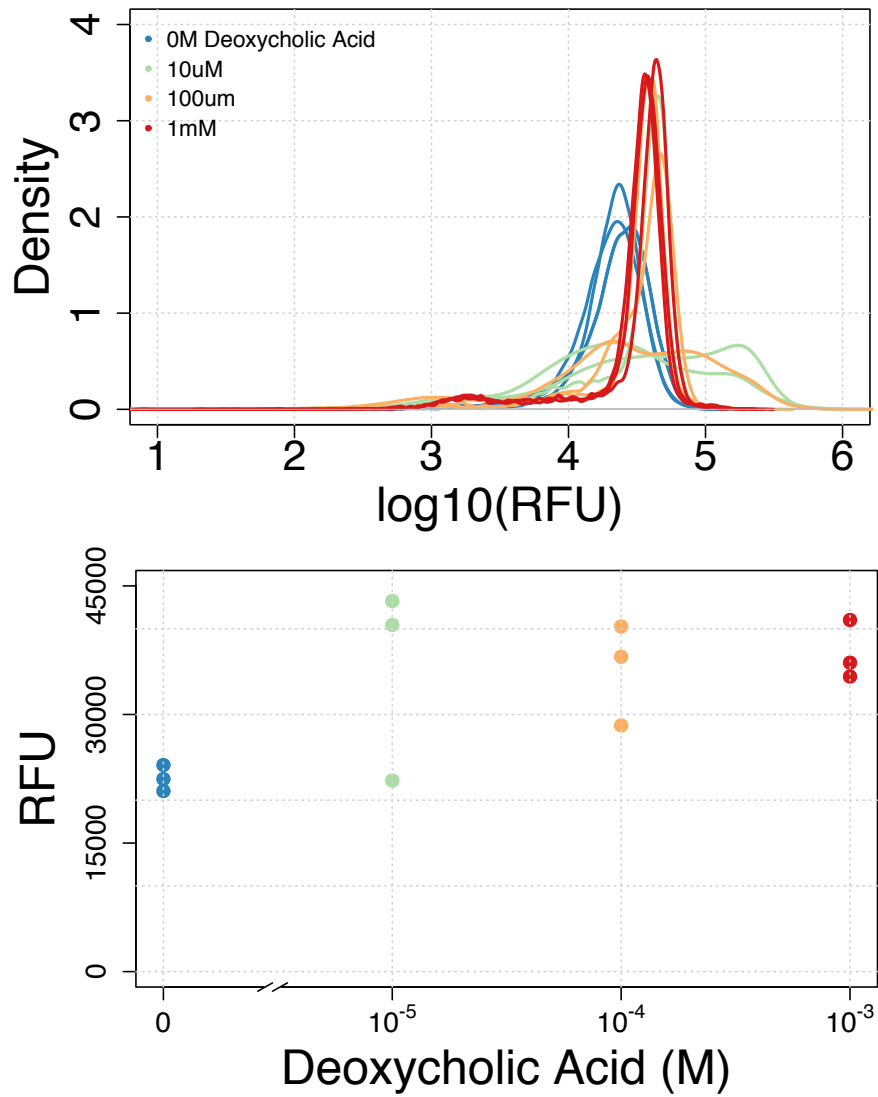 Density
4
3
2
1
0
0M Deoxycholic Acid
10uM
100um
1mM
1 2 3 4 5 6
log10(RFU)
RFU
45000
30000
15000
0
0 10⁻⁵ 10⁻⁴ 10⁻³
Deoxycholic Acid (M)